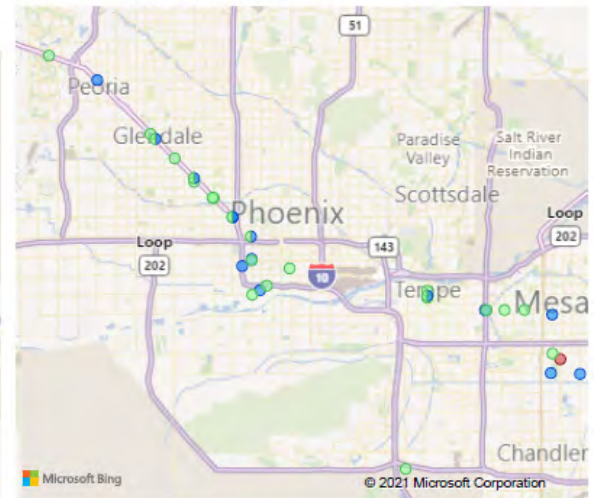 51
Peoria
Glendale
Paradise
Valley
Salt River
Indian
Reservation
Scottsdale
Phoenix
Loop
202
Loop
202
143
10
Tempe
Mesa
Chandler
Microsoft Bing
© 2021 Microsoft Corporation